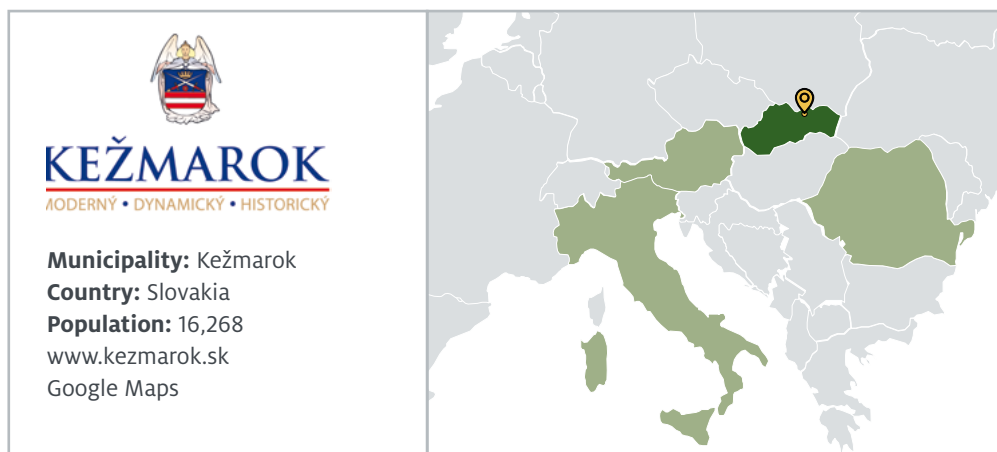 KEŽMAROK
MODERNÝ • DYNAMICKÝ • HISTORICKÝ
Municipality: Kežmarok
Country: Slovakia
Population: 16,268
www.kezmarok.sk
Google Maps